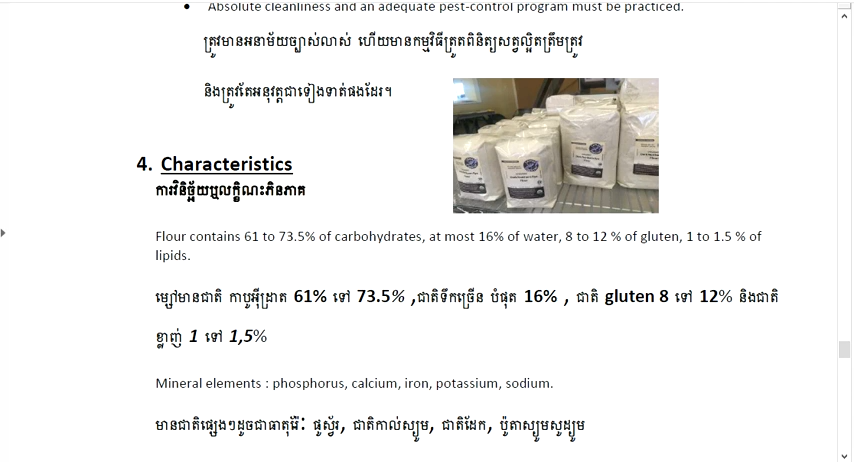 • Absolute cleanliness and an adequate pest-control program must be practiced.
ត្រូវមានអនាម័យច្បាស់លាស់ ហើយមានកម្មវិធីត្រួតពិនិត្យសត្វល្អិតត្រឹមត្រូវ
និងត្រូវតែអនុវត្តជាទៀងទាត់ផងដែរ។
4. Characteristics
ការវិនិច្ឆ័យឬលក្ខិណះភិនភាគ
Flour contains 61 to 73.5% of carbohydrates, at most 16% of water, 8 to 12 % of gluten, 1 to 1.5 % of
lipids.
ម្សៅមានជាតិ កាបូអ៊ីដ្រាត 61% ទៅ 73.5% ,ជាតិទឹកច្រើន បំផុត 16% , ជាតិ gluten 8 ទៅ 12% និងជាតិ
ខ្លាញ់ 1 ទៅ 1,5%
Mineral elements : phosphorus, calcium, iron, potassium, sodium.
មានជាតិផ្សេងៗដូចជាធាតុរ៉ែ: ផូស្វ័រ, ជាតិកាល់ស្យូម, ជាតិដែក, ប៉ូតាស្យូមសូដ្យូម